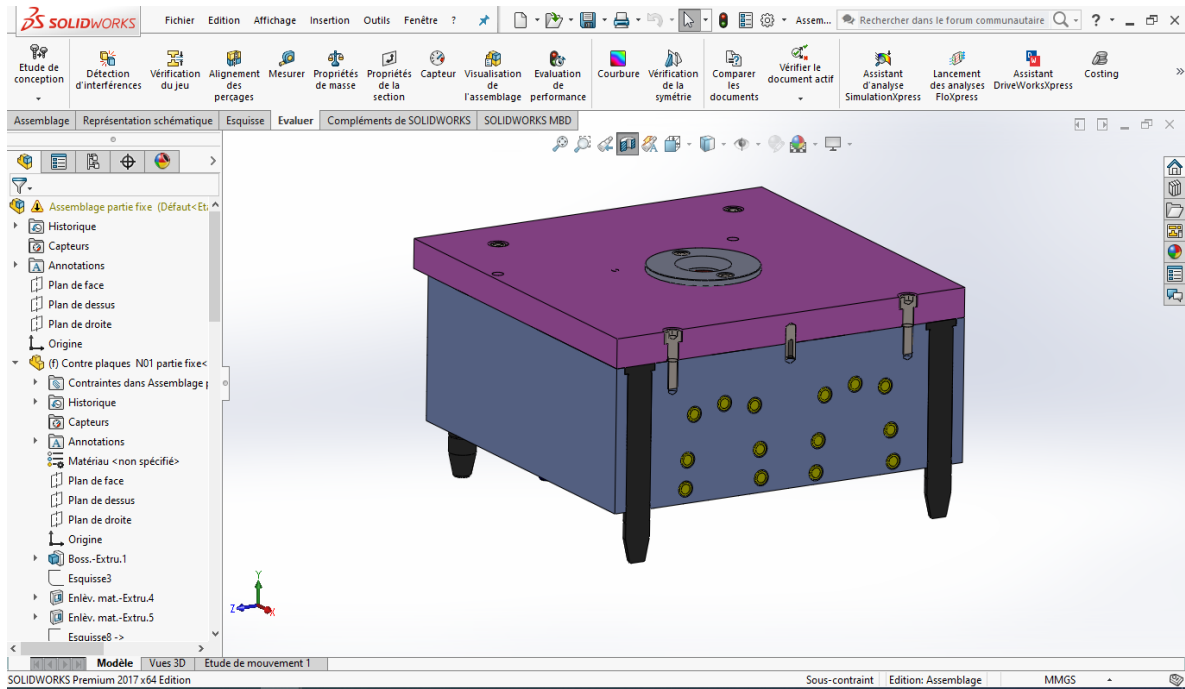 SOLIDWORKS Fichier Edition Affichage Insertion Outils Fenêtre ? Assem... Rechercher dans le forum communautaire ?
Etude de conception
Détection d'interférences
Vérification du jeu
Alignement des perçages
Mesurer
Propriétés de masse
Propriétés de la section
Capteur
Visualisation de l'assemblage
Evaluation de performance
Courbure
Vérification de la symétrie
Comparer les documents
Vérifier le document actif
Assistant d'analyse SimulationXpress
Lancement des analyses FloXpress
Assistant DriveWorksXpress
Costing
Assemblage Représentation schématique Esquisse Evaluer Compléments de SOLIDWORKS SOLIDWORKS MBD
Assemblage partie fixe (Défaut<Et
Historique
Capteurs
Annotations
Plan de face
Plan de dessus
Plan de droite
Origine
(f) Contre plaques N01 partie fixe<
Contraintes dans Assemblage
Historique
Capteurs
Annotations
Matériau <non spécifié>
Plan de face
Plan de dessus
Plan de droite
Origine
Boss.-Extru.1
Esquisse3
Enlèv. mat.-Extru.4
Enlèv. mat.-Extru.5
Esquisse8 ->
Y
Z X
Modèle Vues 3D Etude de mouvement 1
SOLIDWORKS Premium 2017 x64 Edition Sous-contraint Edition: Assemblage MMGS